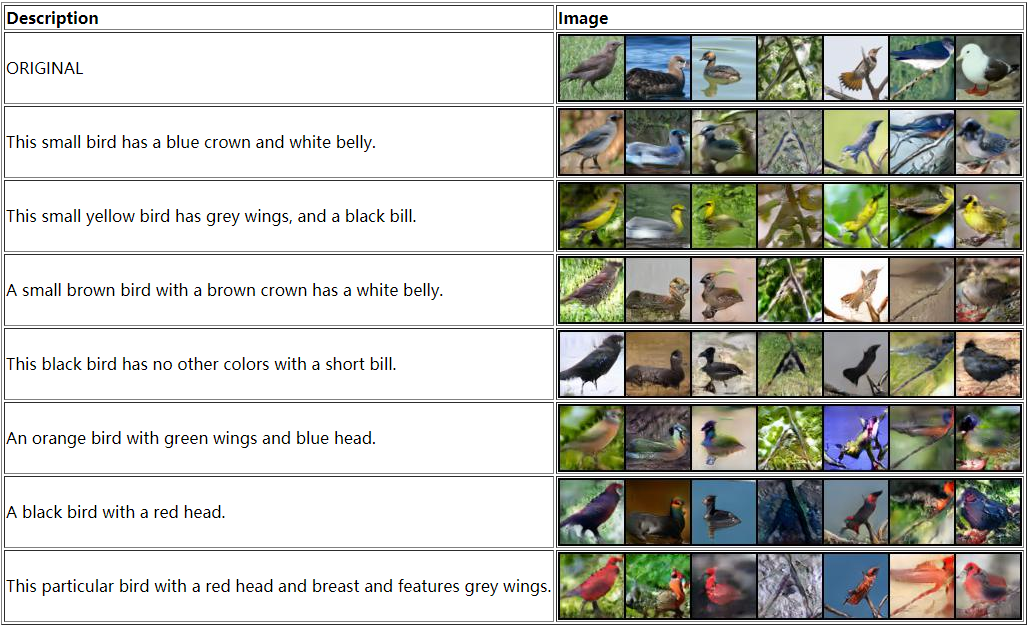 Description Image
ORIGINAL
This small bird has a blue crown and white belly.
This small yellow bird has grey wings, and a black bill.
A small brown bird with a brown crown has a white belly.
This black bird has no other colors with a short bill.
An orange bird with green wings and blue head.
A black bird with a red head.
This particular bird with a red head and breast and features grey wings.